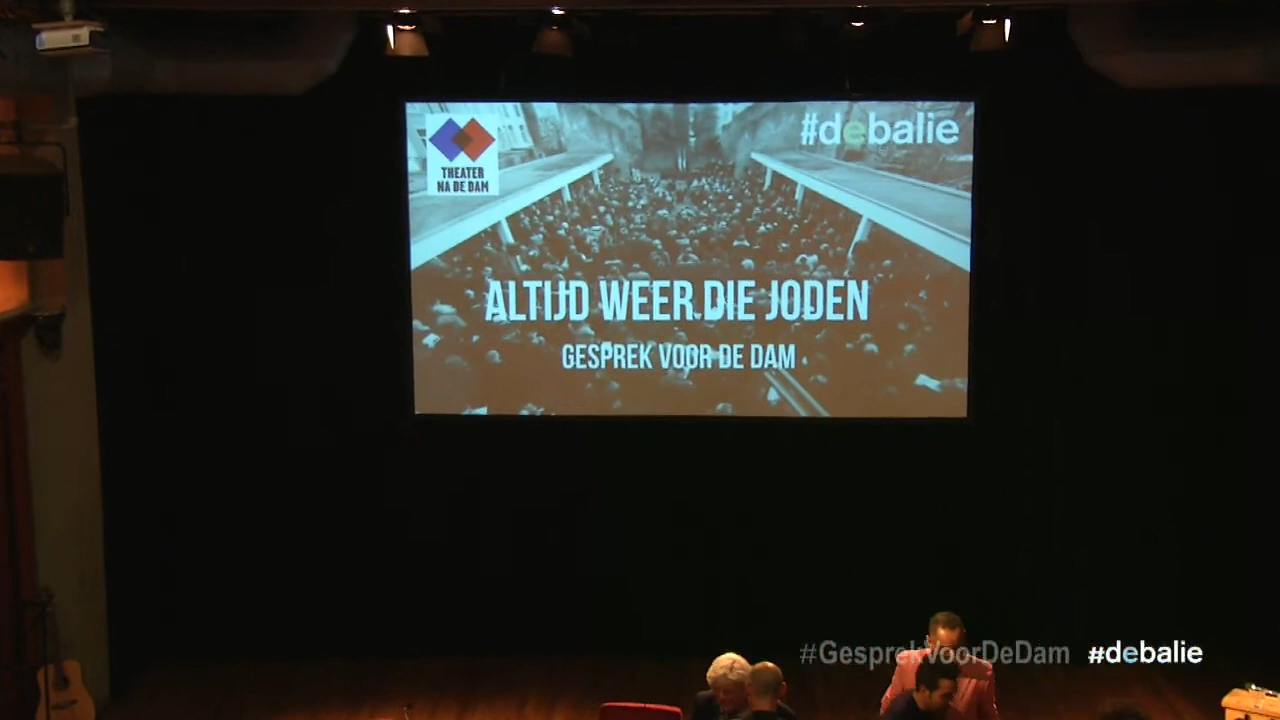 THEATER
NA DE DAM
#debalie
ALTIJD WEER DIE JODEN
GESPREK VOOR DE DAM
#GesprekVoorDeDam #debalie